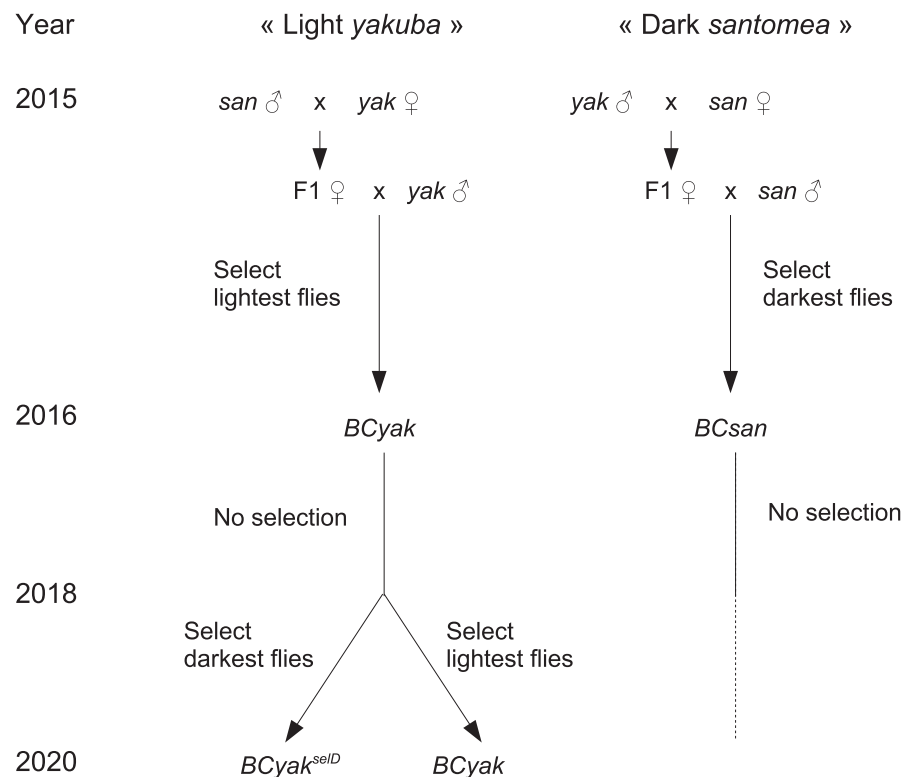 Year « Light yakuba » « Dark santomea »
2015 san ♂ x yak ♀ yak ♂ x san ♀
F1 ♀ x yak ♂ F1 ♀ x san ♂
Select
lightest flies
Select
darkest flies
2016 BCyak BCsan
No selection No selection
2018
Select
darkest flies
Select
lightest flies
2020 BCyak^selD BCyak